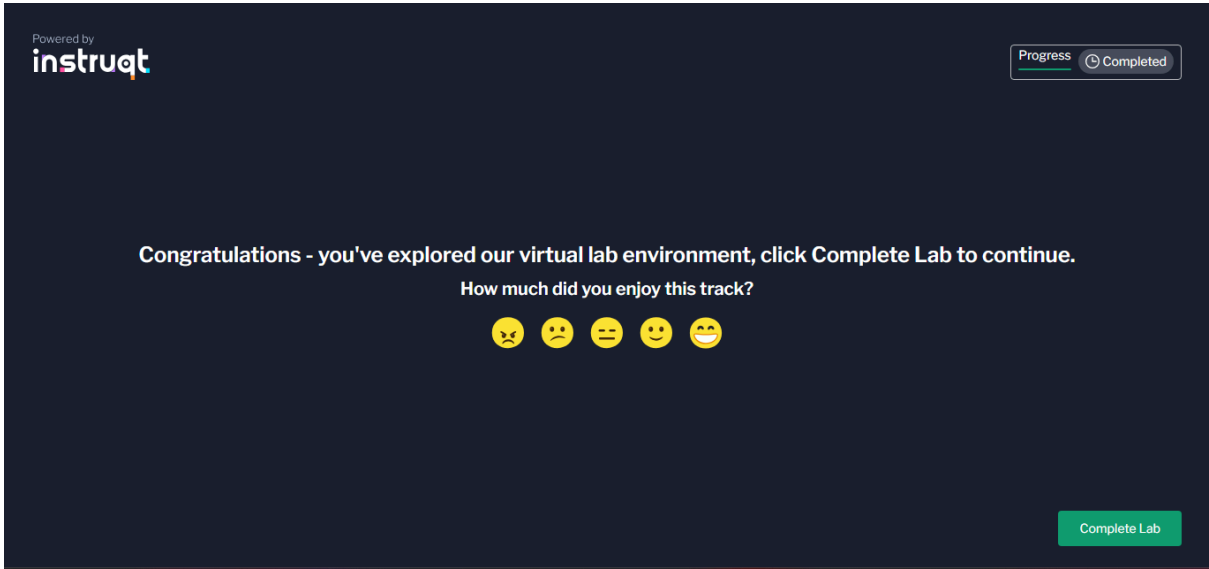 Powered by
instruqt
Progress
Completed
Congratulations - you've explored our virtual lab environment, click Complete Lab to continue.
How much did you enjoy this track?
Complete Lab